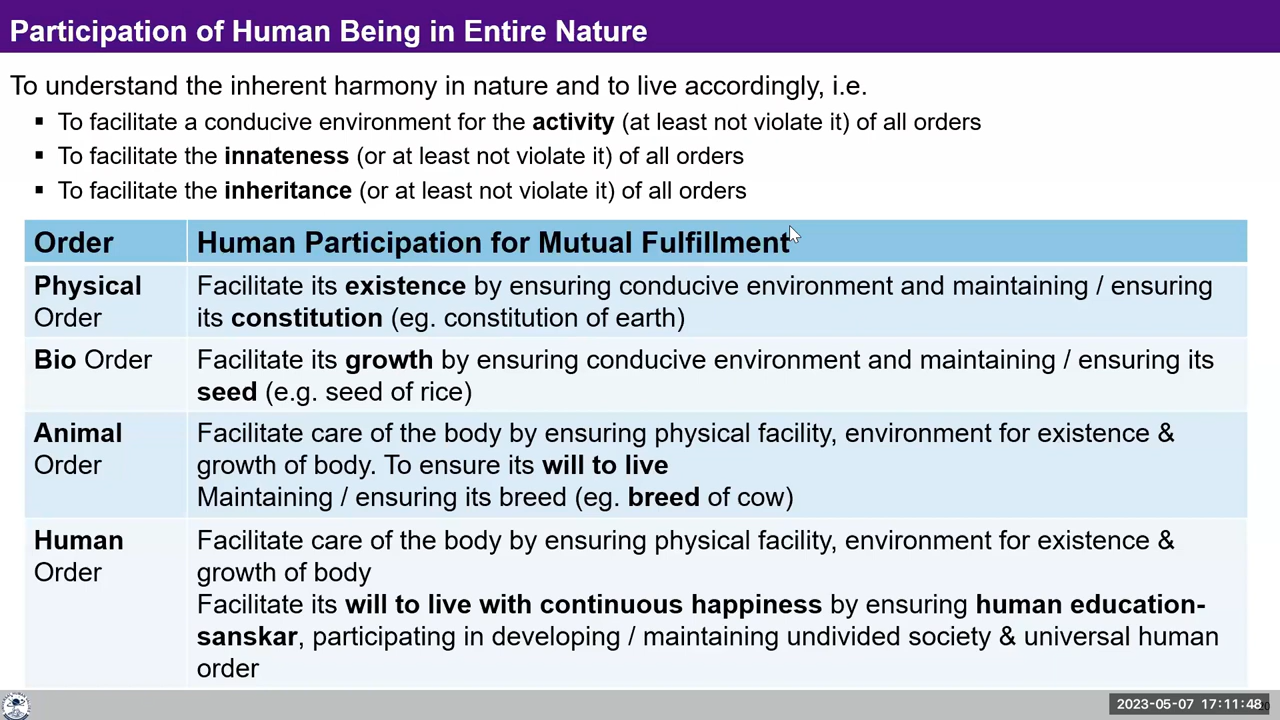 Participation of Human Being in Entire Nature
To understand the inherent harmony in nature and to live accordingly, i.e.
▪ To facilitate a conducive environment for the activity (at least not violate it) of all orders
▪ To facilitate the innateness (or at least not violate it) of all orders
▪ To facilitate the inheritance (or at least not violate it) of all orders
Order
Human Participation for Mutual Fulfillment
Physical
Order
Facilitate its existence by ensuring conducive environment and maintaining / ensuring
its constitution (eg. constitution of earth)
Bio Order
Facilitate its growth by ensuring conducive environment and maintaining / ensuring its
seed (e.g. seed of rice)
Animal
Order
Facilitate care of the body by ensuring physical facility, environment for existence &
growth of body. To ensure its will to live
Maintaining / ensuring its breed (eg. breed of cow)
Human
Order
Facilitate care of the body by ensuring physical facility, environment for existence &
growth of body
Facilitate its will to live with continuous happiness by ensuring human education-
sanskar, participating in developing / maintaining undivided society & universal human
order
2023-05-07 17:11:48